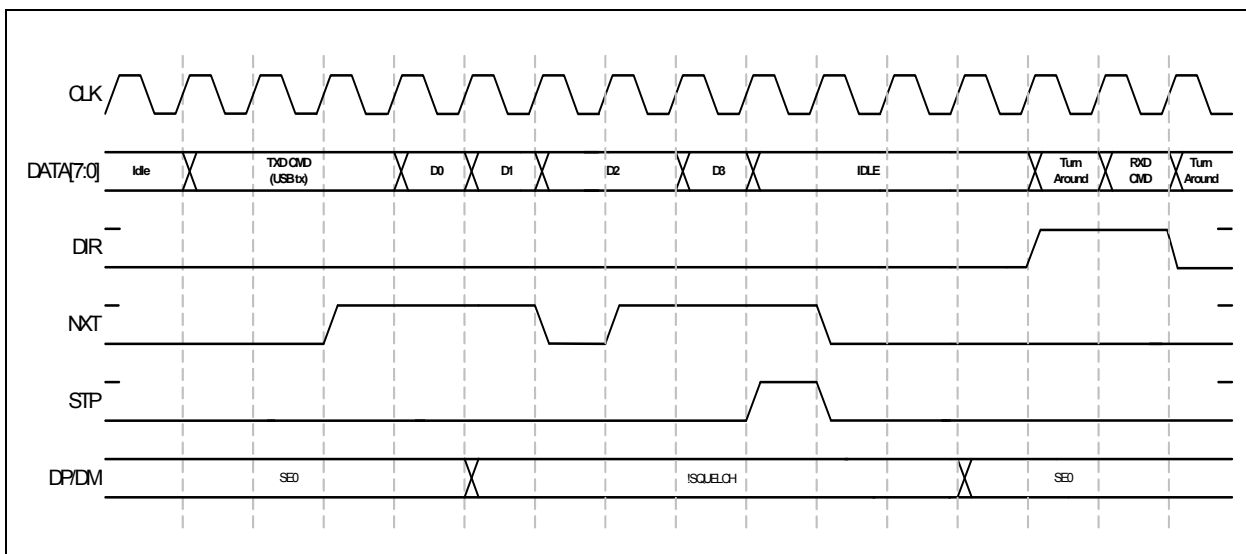 CLK
DATA[7:0]
Idle
TXD CMD
(USB tx)
D0
D1
D2
D3
IDLE
Turn
Around
RXD
CMD
Turn
Around
DIR
NXT
STP
DP/DM
SE0
!SQUELCH
SE0